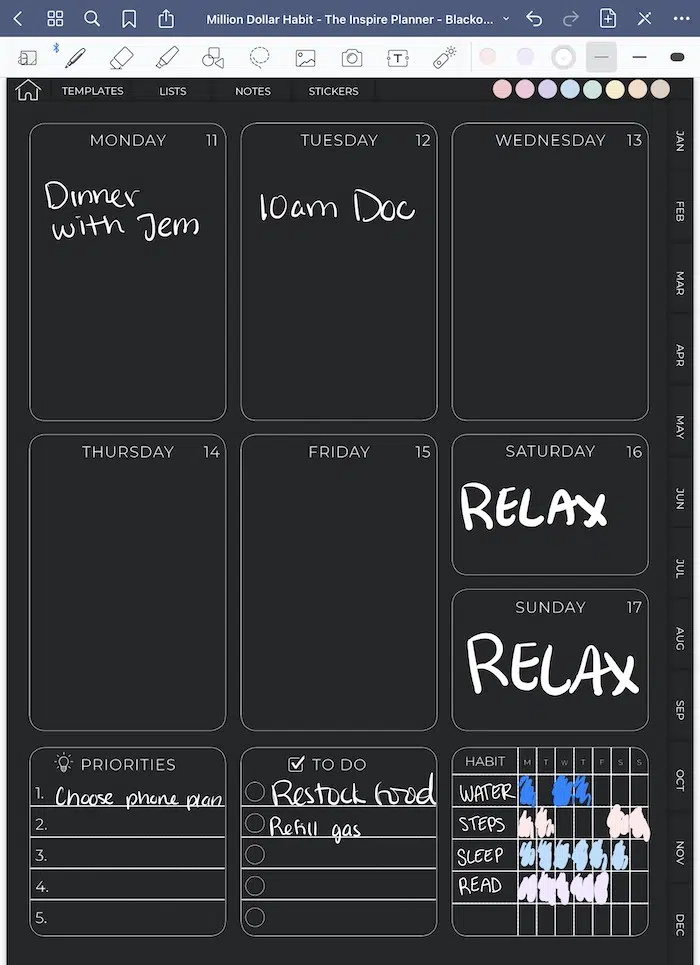 Million Dollar Habit - The Inspire Planner - Blacko...
T
TEMPLATES LISTS NOTES STICKERS
MONDAY 11
Dinner
with Jem
TUESDAY 12
10am Doc
WEDNESDAY 13
THURSDAY 14
FRIDAY 15
SATURDAY 16
RELAX
SUNDAY 17
RELAX
PRIORITIES
1. Choose phone plan
2.
3.
4.
5.
TO DO
Restock food
Refill gas
HABIT M T W T F S S
WATER
STEPS
SLEEP
READ
JAN
FEB
MAR
APR
MAY
JUN
JUL
AUG
SEP
OCT
NOV
DEC